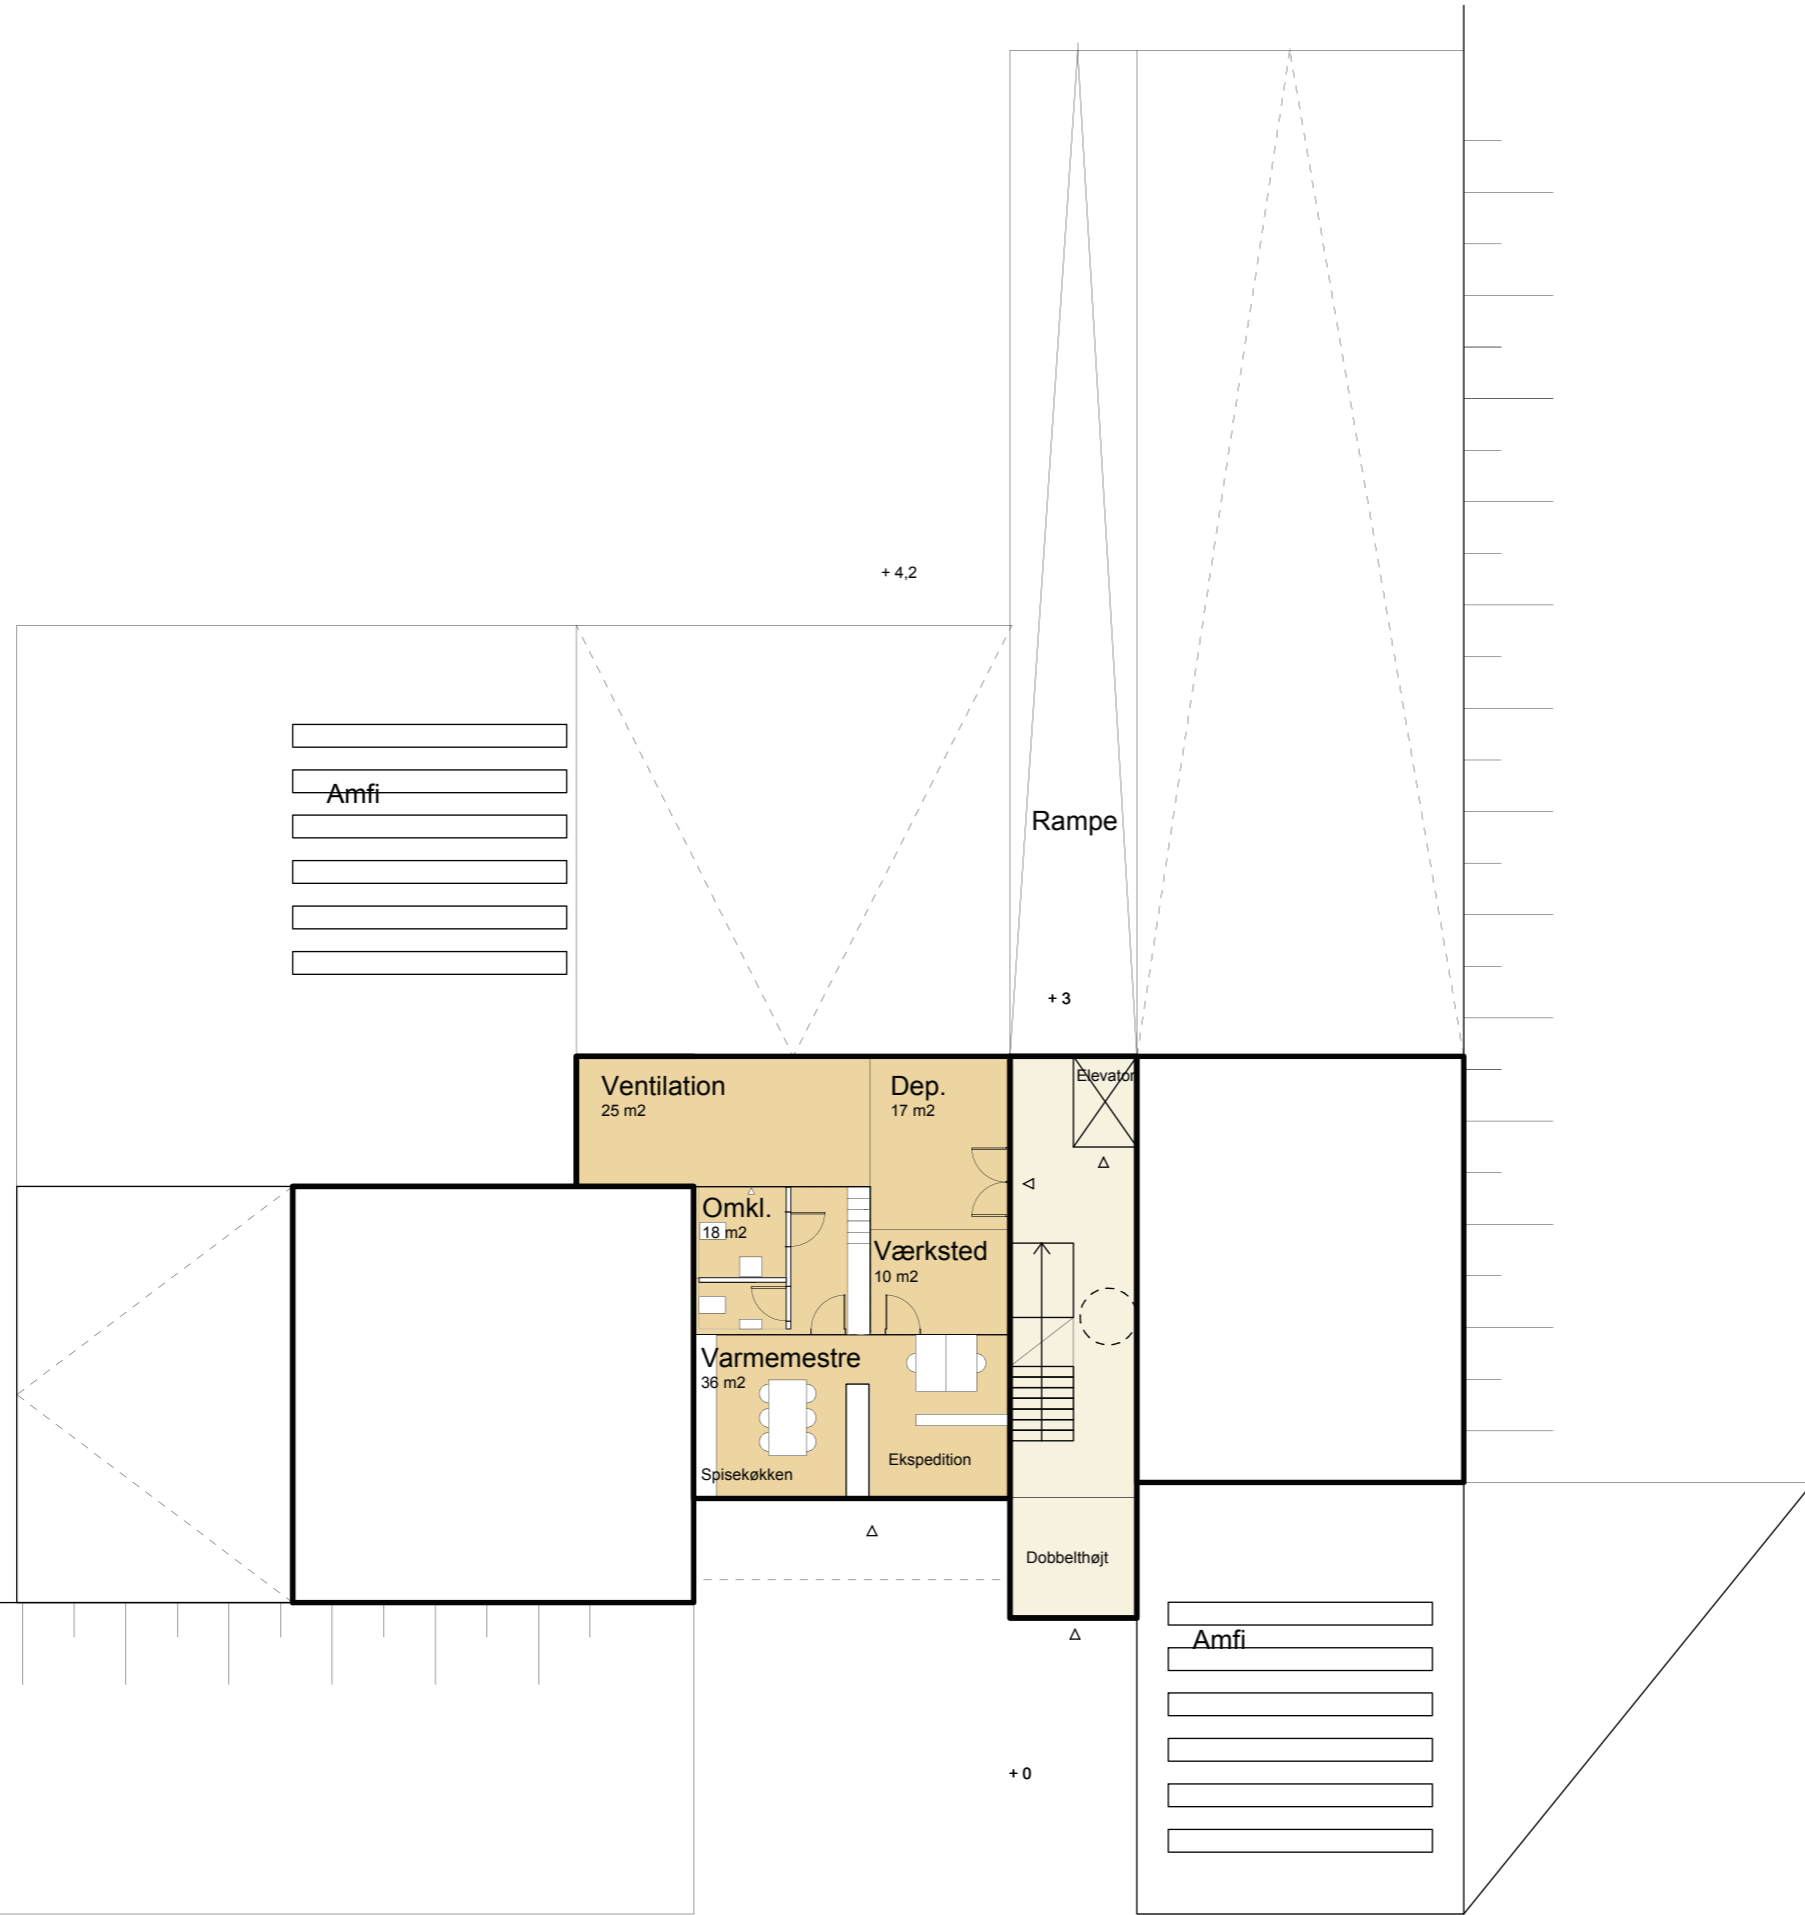 + 4,2
Amfi
Rampe
+ 3
Ventilation
25 m2
Dep.
17 m2
Elevator
Omkl.
18 m2
Værksted
10 m2
Varmemestre
36 m2
Spisekøkken
Ekspedition
Dobbelthøjt
Amfi
+ 0